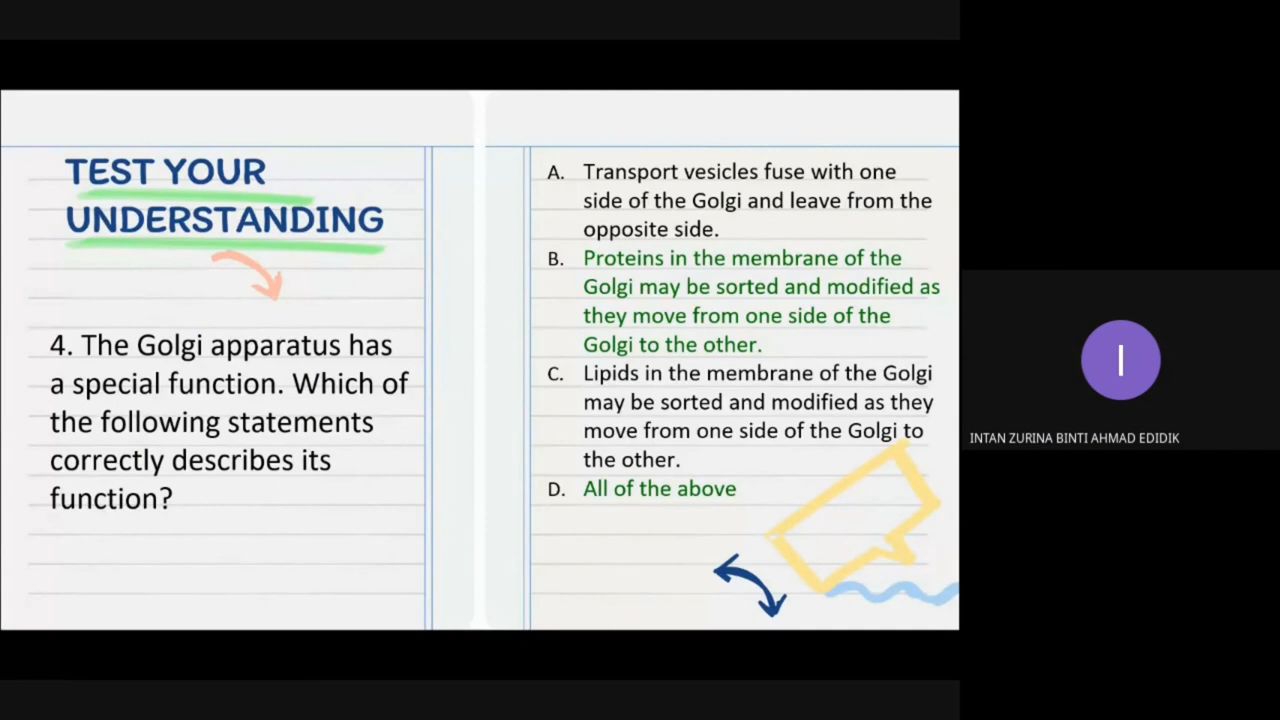 TEST YOUR
UNDERSTANDING
4. The Golgi apparatus has
a special function. Which of
the following statements
correctly describes its
function?
A. Transport vesicles fuse with one
side of the Golgi and leave from the
opposite side.
B. Proteins in the membrane of the
Golgi may be sorted and modified as
they move from one side of the
Golgi to the other.
C. Lipids in the membrane of the Golgi
may be sorted and modified as they
move from one side of the Golgi to
the other.
D. All of the above
I
INTAN ZURINA BINTI AHMAD EDIDIK